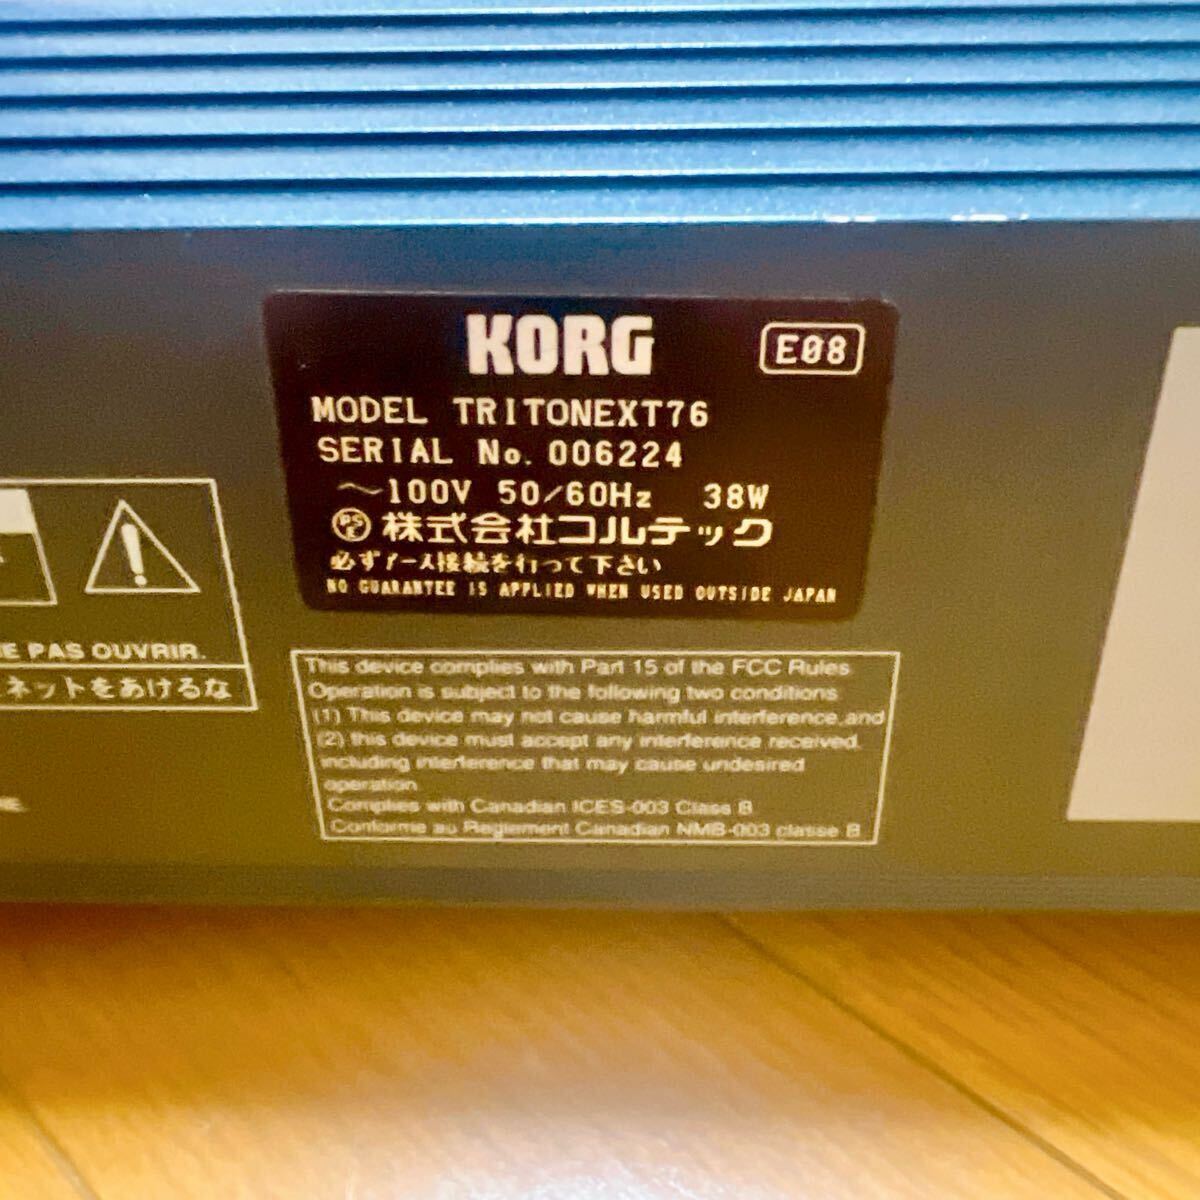 KORG
E08
MODEL TRITONEXT76
SERIAL No. 006224
〜100V 50/60Hz 38W
PSE 株式会社コルテック
必ずアース接続を行って下さい
NO GUARANTEE IS APPLIED WHEN USED OUTSIDE JAPAN
NE PAS OUVRIR.
ネットをあけるな
This device complies with Part 15 of the FCC Rules
Operation is subject to the following two conditions
(1) This device may not cause harmful interference,and
(2) this device must accept any interference received,
including interference that may cause undesired
operation
Complies with Canadian ICES-003 Class B
Conforme au Reglement Canadian NMB-003 classe B